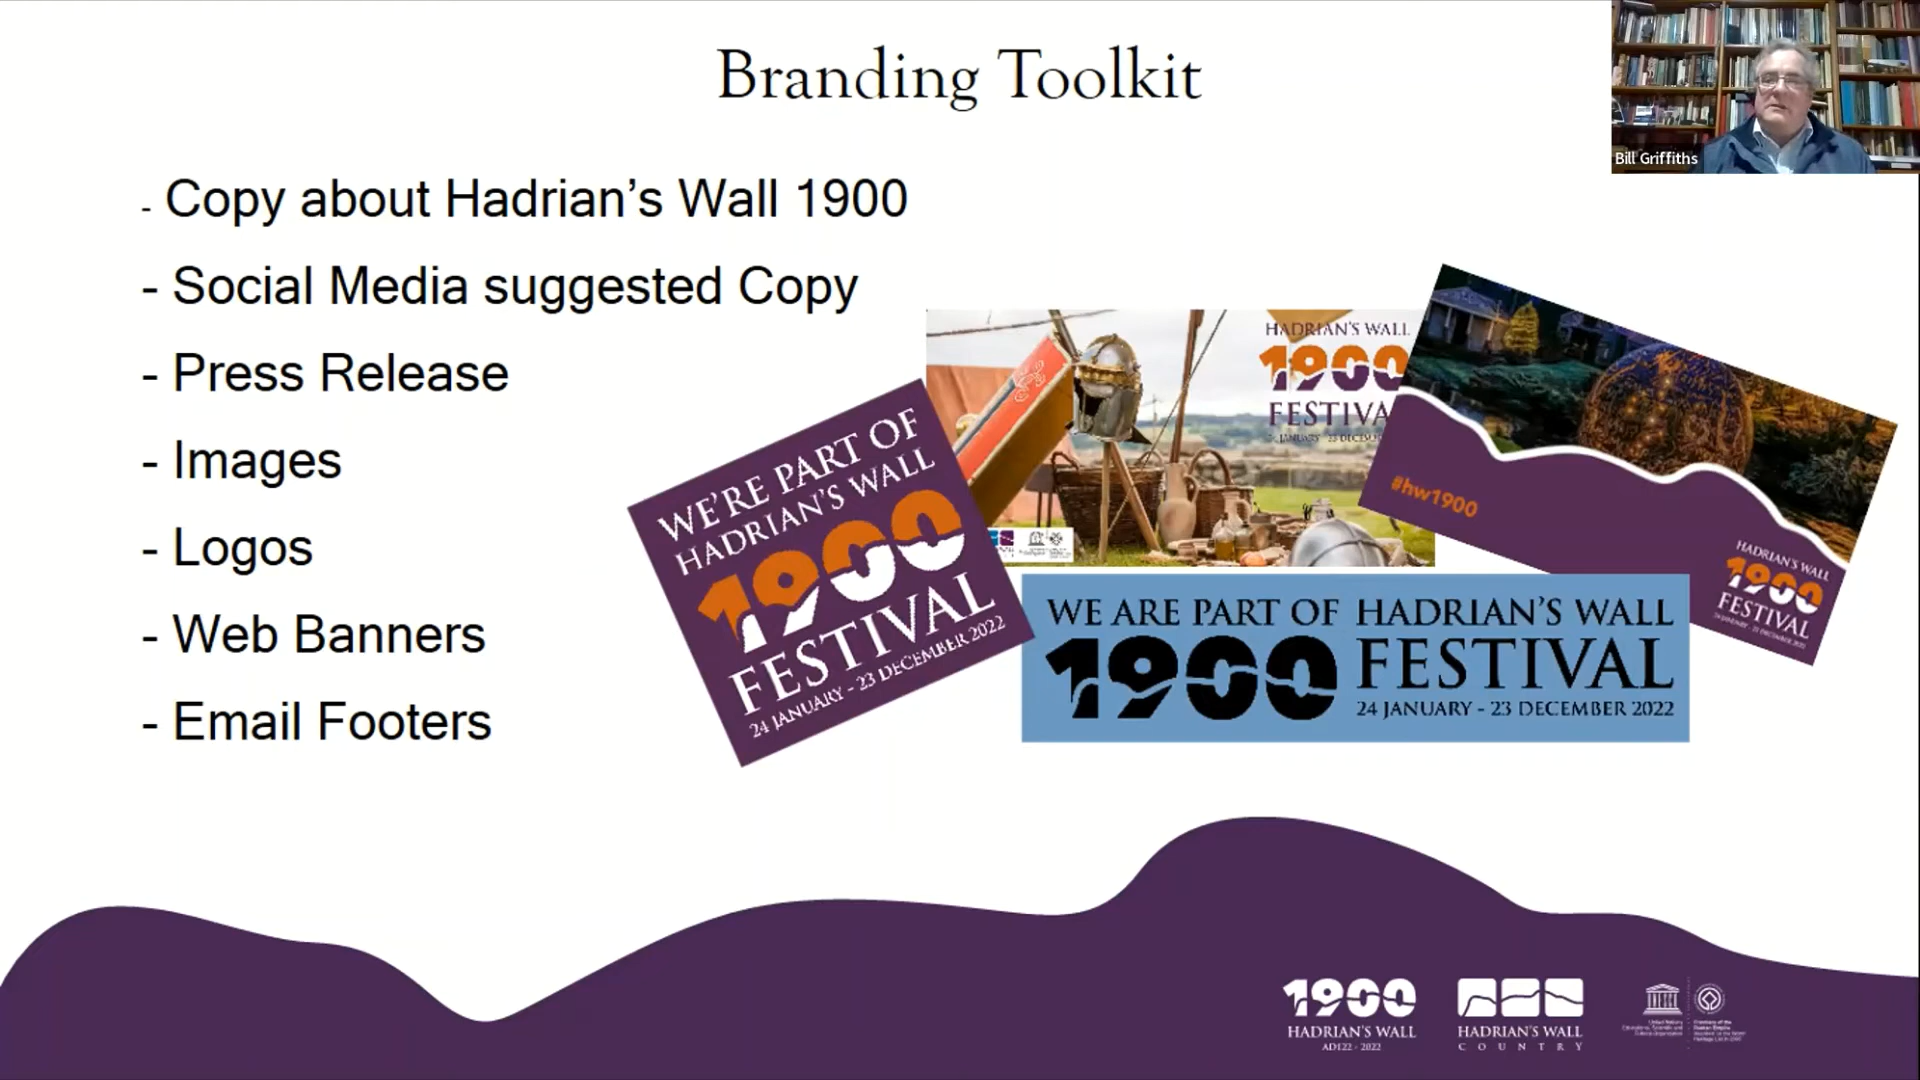 Branding Toolkit
Bill Griffiths
- Copy about Hadrian’s Wall 1900
- Social Media suggested Copy
- Press Release
- Images
- Logos
- Web Banners
- Email Footers
WE'RE PART OF
HADRIAN'S WALL
1900
FESTIVAL
24 JANUARY - 23 DECEMBER 2022
HADRIAN'S WALL
1900
FESTIVA
#hw1900
HADRIAN'S WALL
1900
FESTIVAL
WE ARE PART OF HADRIAN'S WALL
1900 FESTIVAL
24 JANUARY - 23 DECEMBER 2022
1900
HADRIAN'S WALL
AD122 - 2022
HADRIAN'S WALL
COUNTRY